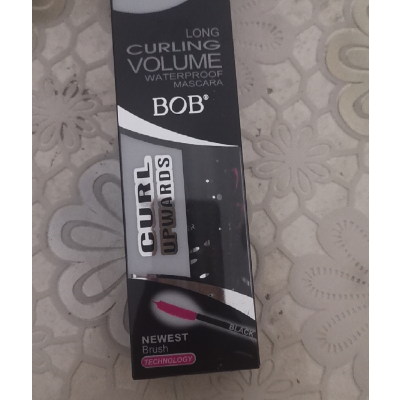 LONG
CURLING
VOLUME
WATERPROOF
MASCARA
BOB®
CURL
UPWARDS
BLACK
NEWEST
Brush
TECHNOLOGY